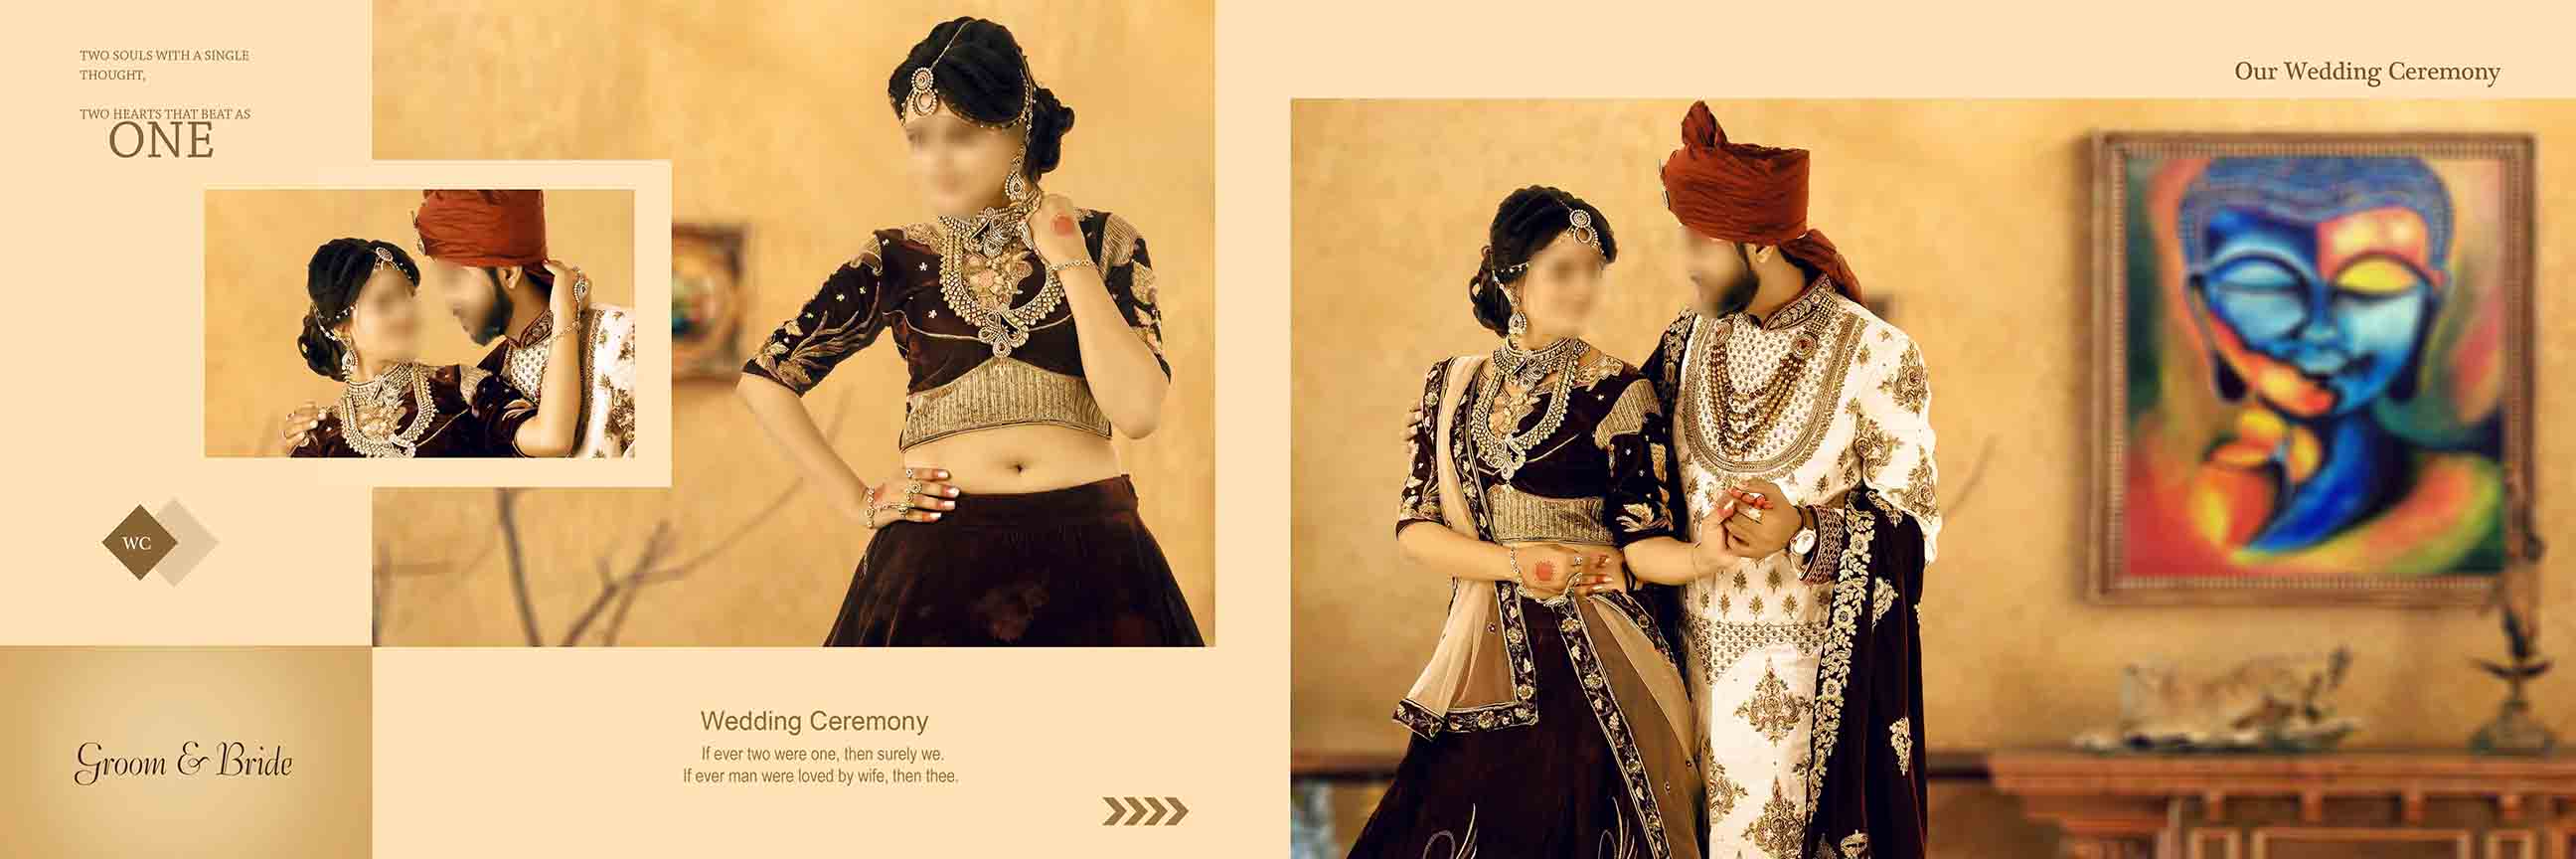 TWO SOULS WITH A SINGLE
THOUGHT,
TWO HEARTS THAT BEAT AS
ONE
WC
Groom & Bride
Wedding Ceremony
If ever two were one, then surely we.
If ever man were loved by wife, then thee.
Our Wedding Ceremony